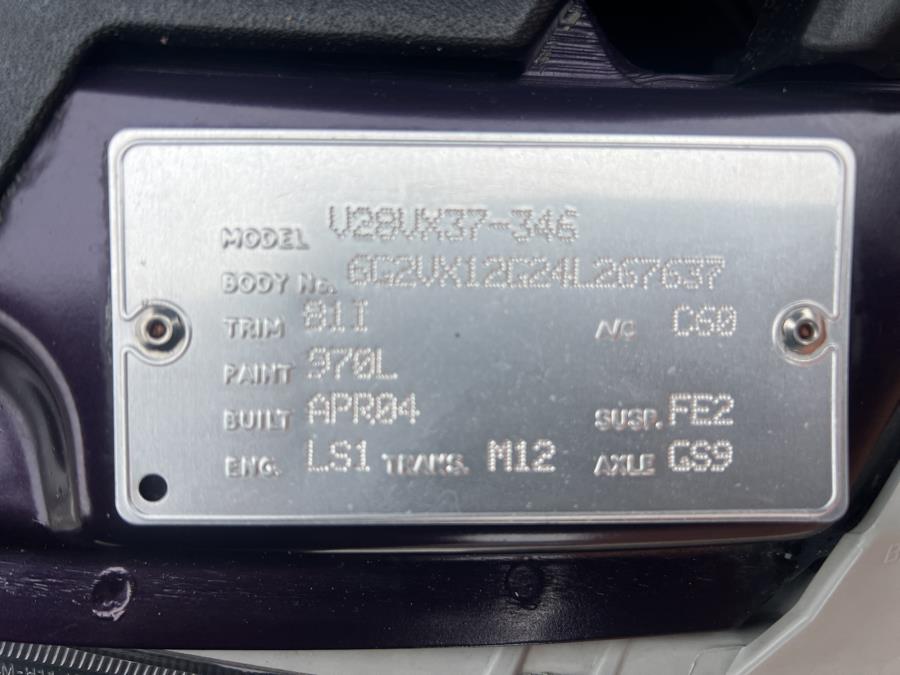 MODEL V28VX37-346
BODY No. 6G2VX12G24L267637
TRIM 81I A/C C60
PAINT 970L
BUILT APR04 SUSP. FE2
ENG. LS1 TRANS. M12 AXLE GS9